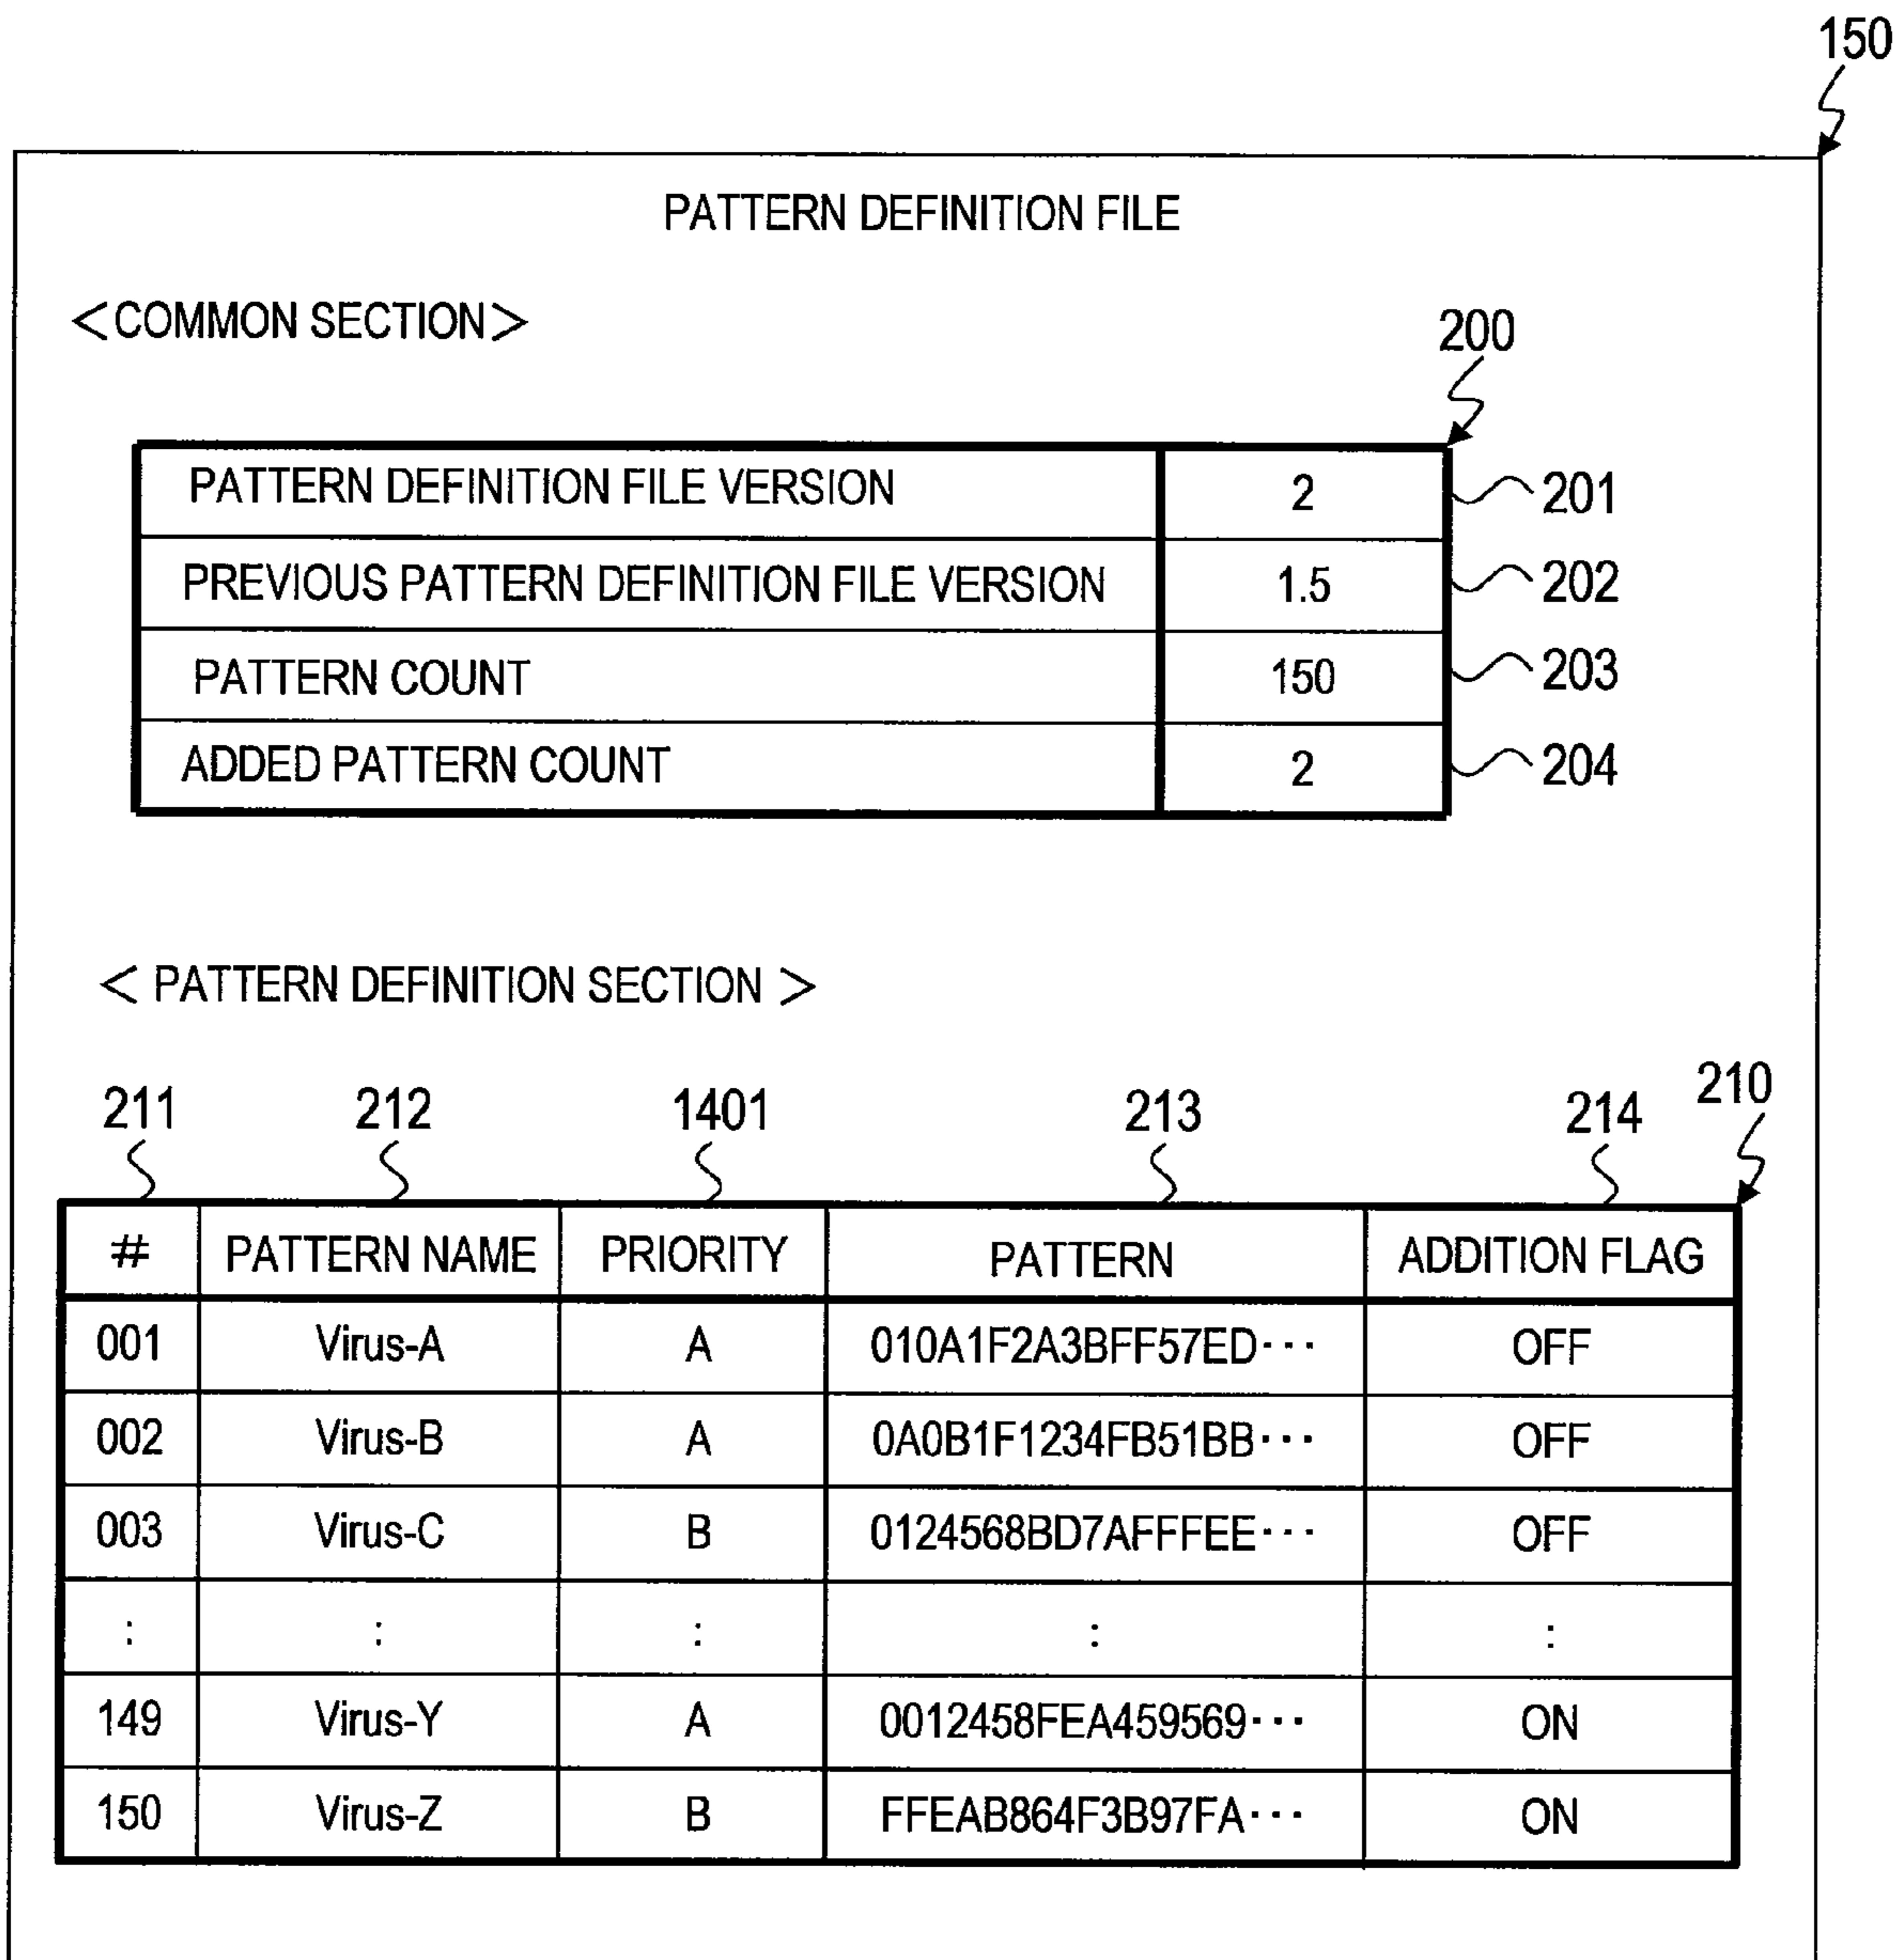 150
PATTERN DEFINITION FILE
<COMMON SECTION>
200
PATTERN DEFINITION FILE VERSION 2 201
PREVIOUS PATTERN DEFINITION FILE VERSION 1.5 202
PATTERN COUNT 150 203
ADDED PATTERN COUNT 2 204
< PATTERN DEFINITION SECTION >
211 212 1401 213 214 210
# PATTERN NAME PRIORITY PATTERN ADDITION FLAG
001 Virus-A A 010A1F2A3BFF57ED··· OFF
002 Virus-B A 0A0B1F1234FB51BB··· OFF
003 Virus-C B 0124568BD7AFFFEE··· OFF
: : : : :
149 Virus-Y A 0012458FEA459569··· ON
150 Virus-Z B FFEAB864F3B97FA··· ON